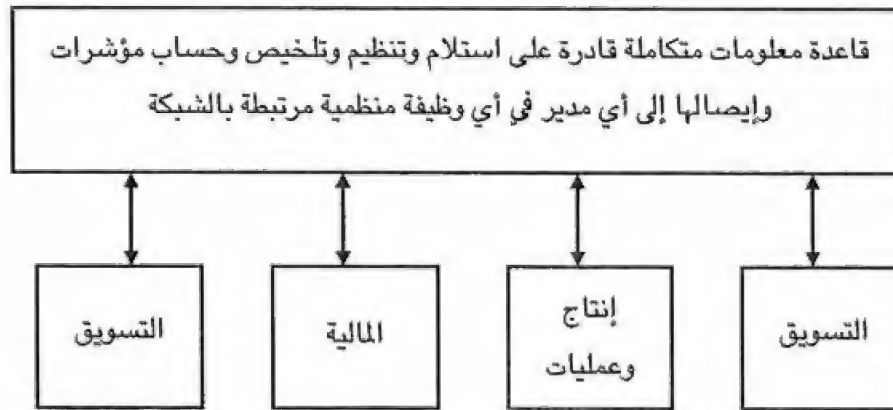 قاعدة معلومات متكاملة قادرة على استلام وتنظيم وتلخيص وحساب مؤشرات
وإيصالها إلى أي مدير في أي وظيفة منظمية مرتبطة بالشبكة
التسويق
إنتاج
وعمليات
المالية
التسويق